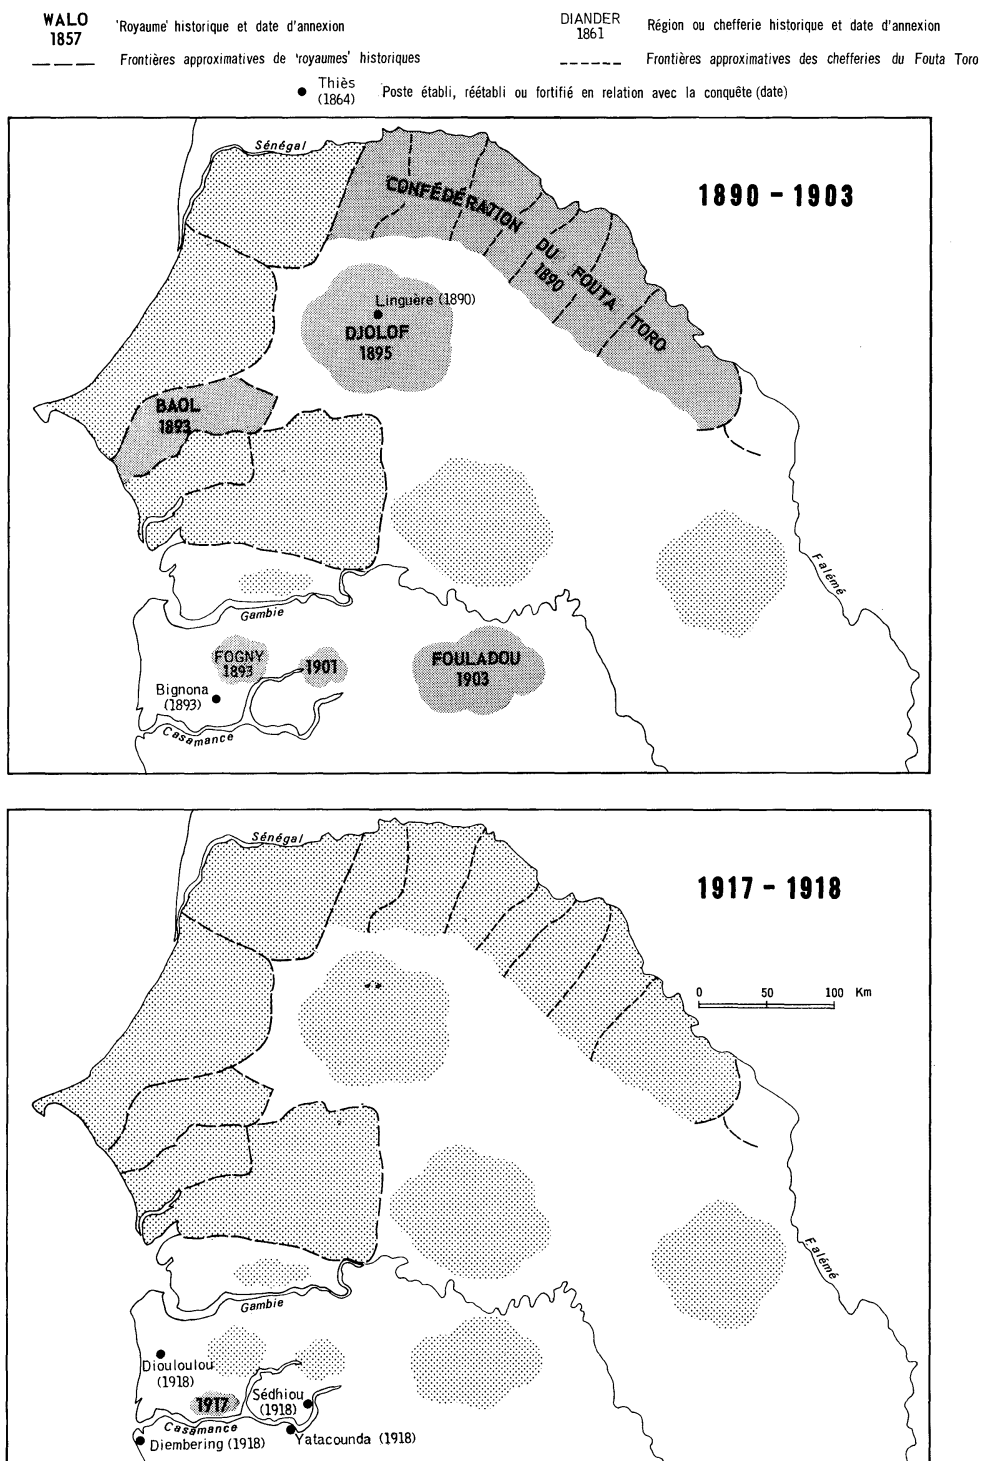 WALO
1857
'Royaume' historique et date d'annexion
DIANDER
1861
Région ou chefferie historique et date d'annexion
Frontières approximatives de 'royaumes' historiques
Frontières approximatives des chefferies du Fouta Toro
Thiès
(1864)
Poste établi, réétabli ou fortifié en relation avec la conquête (date)
1890 - 1903
Sénégal
CONFÉDÉRATION DU FOUTA TORO
1890
Linguère (1890)
DJOLOF
1895
BAOL
1893
Falémé
Gambie
FOGNY
1893
1901
FOULADOU
1903
Bignona
(1893)
Casamance
1917 - 1918
Sénégal
0 50 100 Km
Falémé
Gambie
Diouloulou
(1918)
1917
Sédhiou
(1918)
Casamance
Diembering (1918)
Yatacounda (1918)